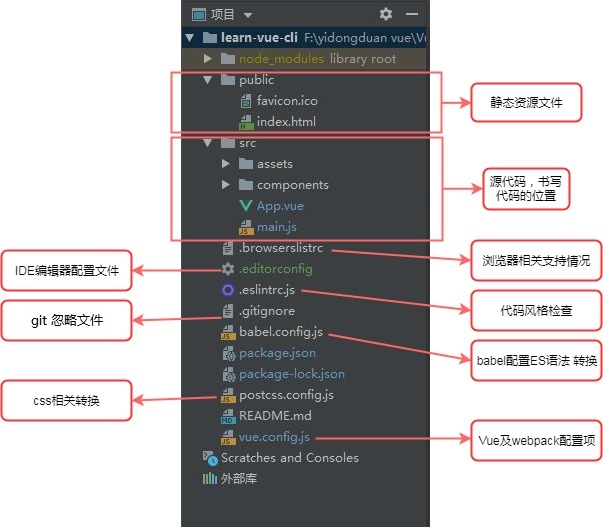 项目
learn-vue-cli F:\yidongduan vue\Vu
node_modules library root
public
favicon.ico
index.html
静态资源文件
src
assets
components
App.vue
main.js
源代码，书写
代码的位置
.browserslistrc
浏览器相关支持情况
IDE编辑器配置文件
.editorconfig
.eslintrc.js
代码风格检查
git 忽略文件
.gitignore
babel.config.js
babel配置ES语法 转换
package.json
package-lock.json
css相关转换
postcss.config.js
README.md
vue.config.js
Vue及webpack配置项
Scratches and Consoles
外部库